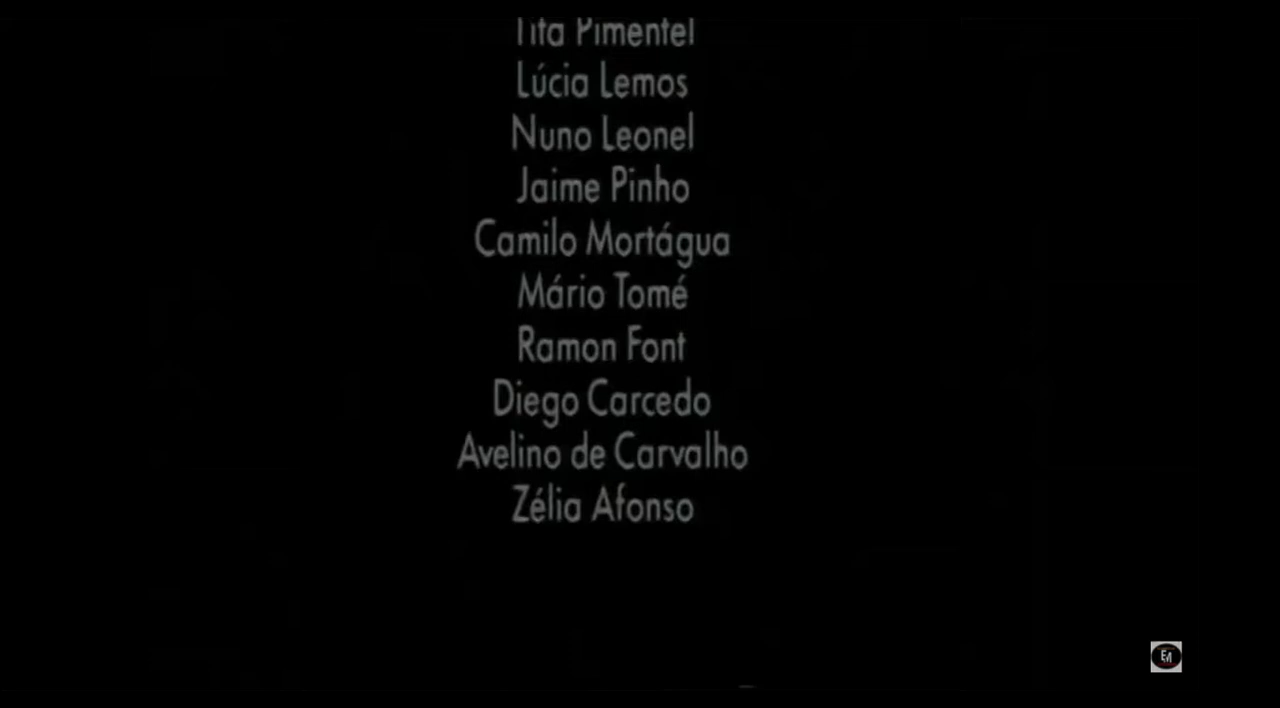 Tita Pimentel
Lúcia Lemos
Nuno Leonel
Jaime Pinho
Camilo Mortágua
Mário Tomé
Ramon Font
Diego Carcedo
Avelino de Carvalho
Zélia Afonso